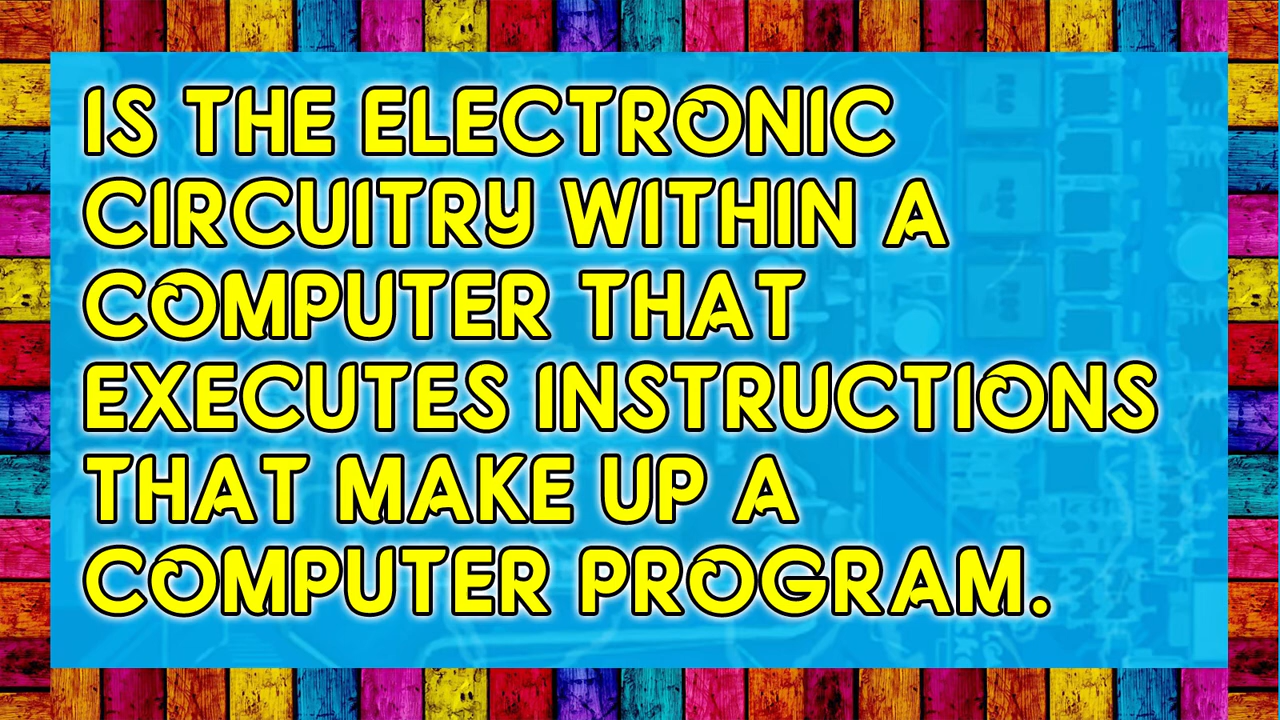 IS THE ELECTRONIC
CIRCUITRY WITHIN A
COMPUTER THAT
EXECUTES INSTRUCTIONS
THAT MAKE UP A
COMPUTER PROGRAM.